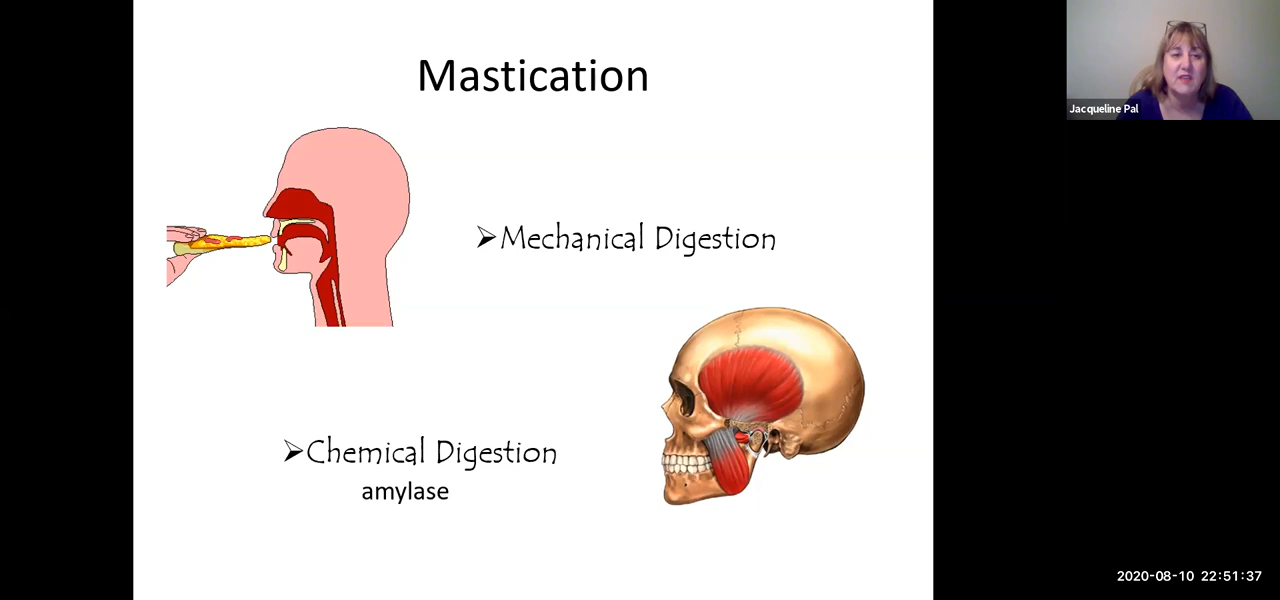 Mastication
Jacqueline Pal
➢Mechanical Digestion
➢Chemical Digestion
amylase
2020-08-10 22:51:37